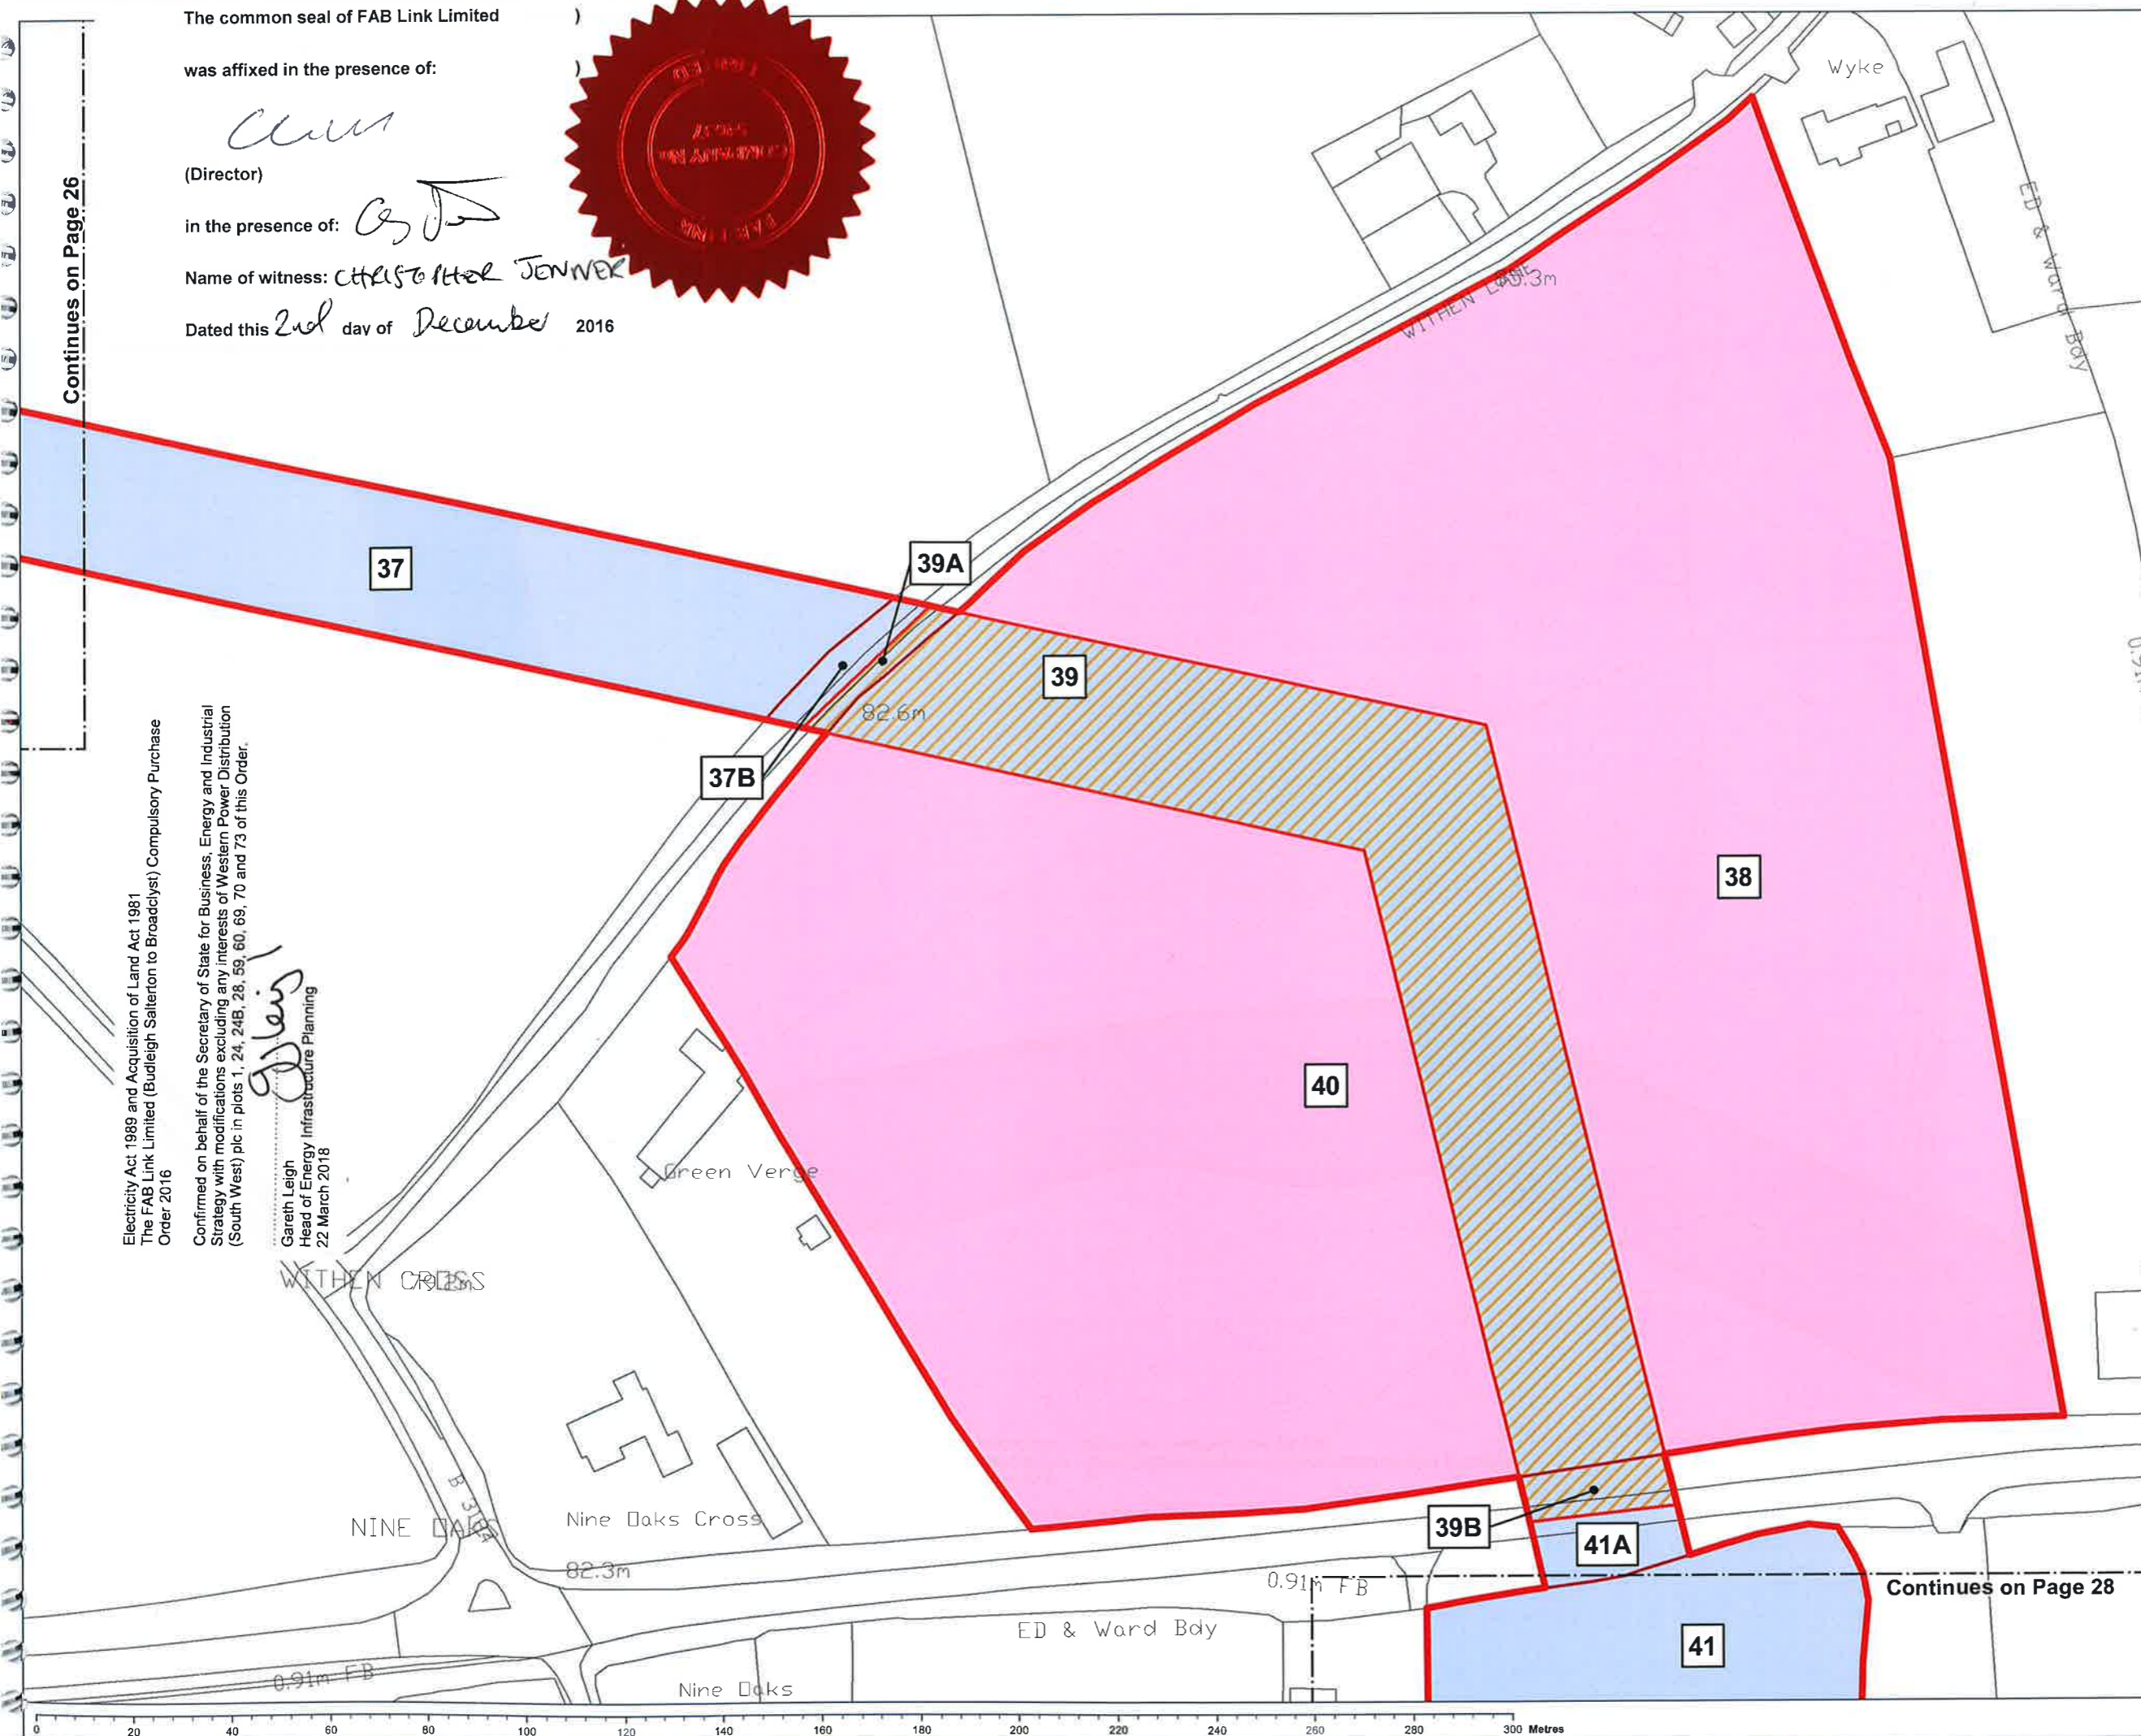 The common seal of FAB Link Limited )
was affixed in the presence of: )
(Director)
in the presence of:
Name of witness: CHRISTOPHER JENNER
Dated this 2nd day of December 2016
LIMITED
COMPANY NO
FAB LINK
Continues on Page 26
Wyke
ED & Ward Bdy
WITHEN LANE
37
39A
39
82.6m
37B
38
40
Electricity Act 1989 and Acquisition of Land Act 1981
The FAB Link Limited (Budleigh Salterton to Broadclyst) Compulsory Purchase
Order 2016
Confirmed on behalf of the Secretary of State for Business, Energy and Industrial
Strategy with modifications excluding any interests of Western Power Distribution
(South West) plc in plots 1, 24, 24B, 28, 59, 60, 69, 70 and 73 of this Order.
Gareth Leigh
Head of Energy Infrastructure Planning
22 March 2018
Green Verge
WITHEN CROSS
B 3184
NINE OAKS
Nine Oaks Cross
82.3m
39B
41A
0.91m FB
Continues on Page 28
ED & Ward Bdy
41
0.91m FB
Nine Oaks
0 20 40 60 80 100 120 140 160 180 200 220 240 260 280 300 Metres